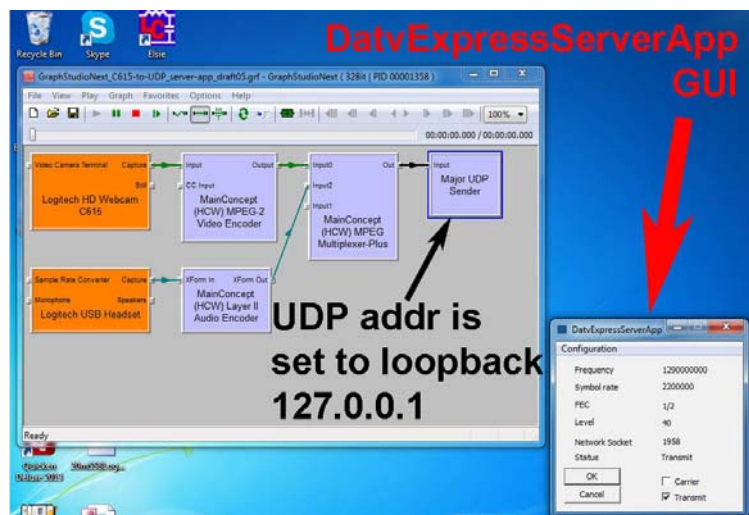 Recycle Bin
Skype
Elsie
DatvExpressServerApp
GUI
GraphStudioNext_C615-to-UDP_server-app_draft05.grf - GraphStudioNext ( 32Bit ( PID 00001358 )
File View Play Graph Favorites Options Help
100%
00:00:00.000 / 00:00:00.000
Video Camera Terminal Capture
Still
Logitech HD Webcam
C615
Input Output
CC Input
MainConcept
(HCW) MPEG-2
Video Encoder
Input0 Out
Input2
Input1
MainConcept
(HCW) MPEG
Multiplexer-Plus
Input
Major UDP
Sender
Sample Rate Converter Capture
Microphone Speakers
Logitech USB Headset
XForm In XForm Out
MainConcept
(HCW) Layer II
Audio Encoder
UDP addr is
set to loopback
127.0.0.1
Ready
Quicken
Deluxe 2013
DatvExpressServerApp
Configuration
Frequency 1290000000
Symbol rate 2200000
FEC 1/2
Level 40
Network Socket 1958
Status Transmit
OK
Carrier
Cancel
Transmit